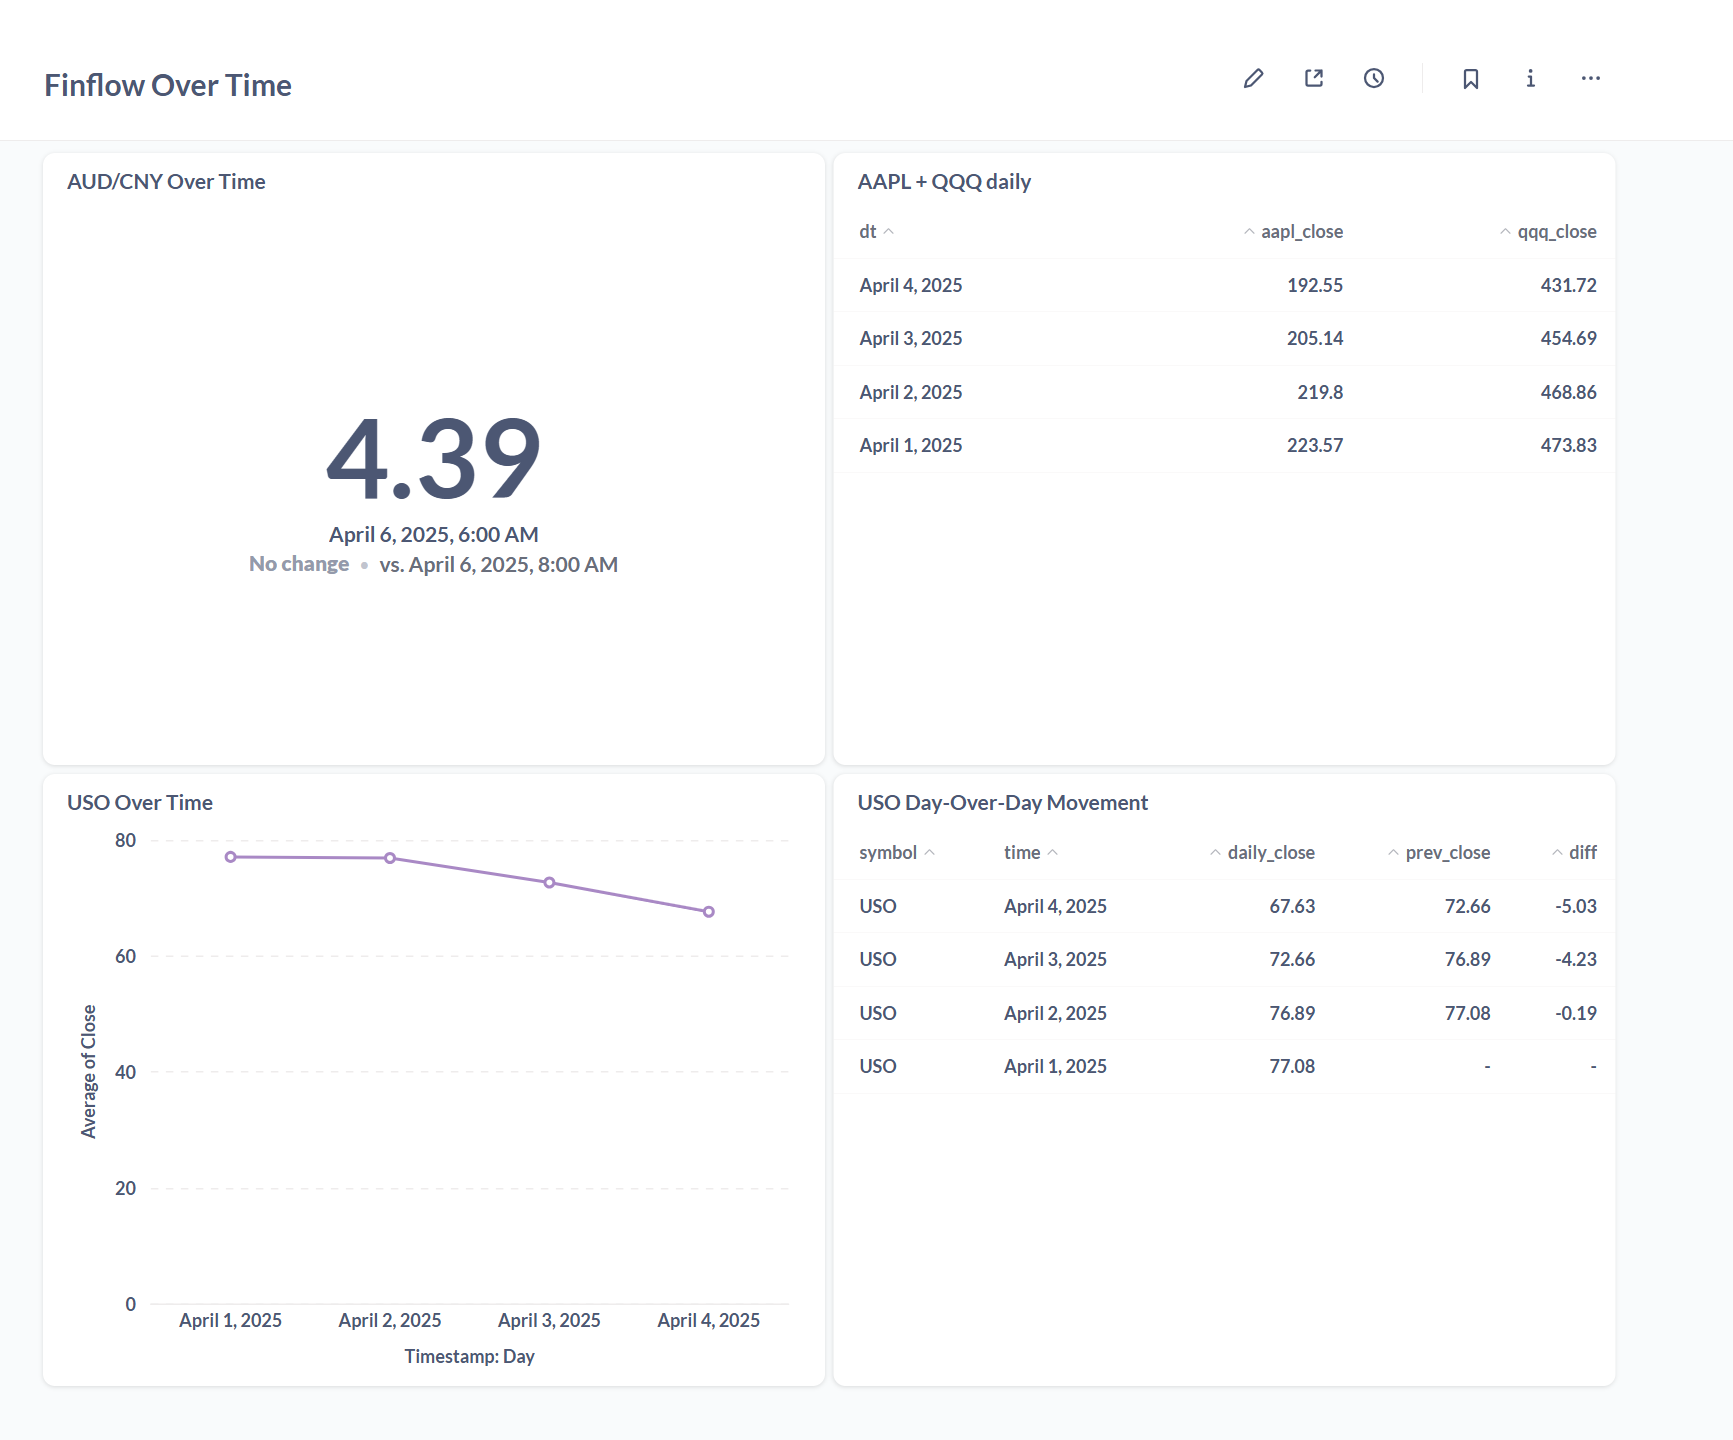 Finflow Over Time
AUD/CNY Over Time
4.39
April 6, 2025, 6:00 AM
No change • vs. April 6, 2025, 8:00 AM
AAPL + QQQ daily
dt aapl_close qqq_close
April 4, 2025 192.55 431.72
April 3, 2025 205.14 454.69
April 2, 2025 219.8 468.86
April 1, 2025 223.57 473.83
USO Over Time
80
60
40
20
0
Average of Close
April 1, 2025 April 2, 2025 April 3, 2025 April 4, 2025
Timestamp: Day
USO Day-Over-Day Movement
symbol time daily_close prev_close diff
USO April 4, 2025 67.63 72.66 -5.03
USO April 3, 2025 72.66 76.89 -4.23
USO April 2, 2025 76.89 77.08 -0.19
USO April 1, 2025 77.08 - -